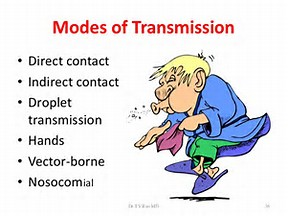 Modes of Transmission
• Direct contact
• Indirect contact
• Droplet
transmission
• Hands
• Vector-borne
• Nosocomial